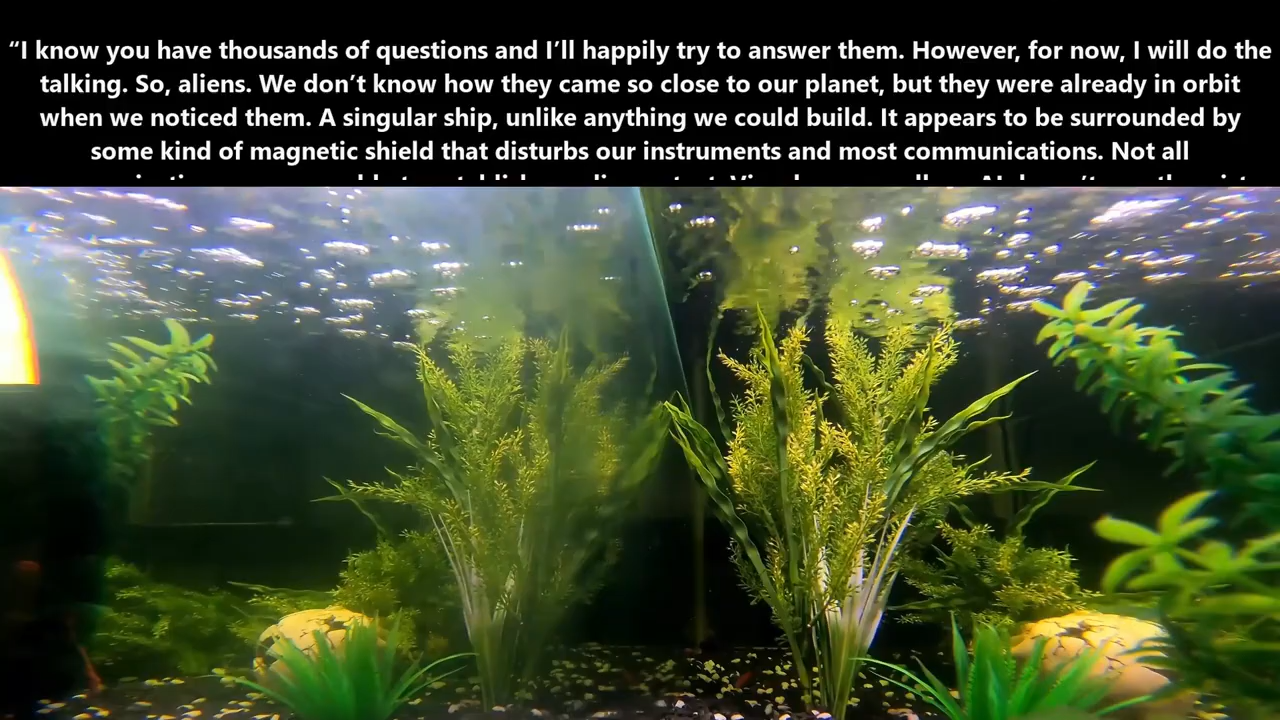 “I know you have thousands of questions and I’ll happily try to answer them. However, for now, I will do the
talking. So, aliens. We don’t know how they came so close to our planet, but they were already in orbit
when we noticed them. A singular ship, unlike anything we could build. It appears to be surrounded by
some kind of magnetic shield that disturbs our instruments and most communications. Not all